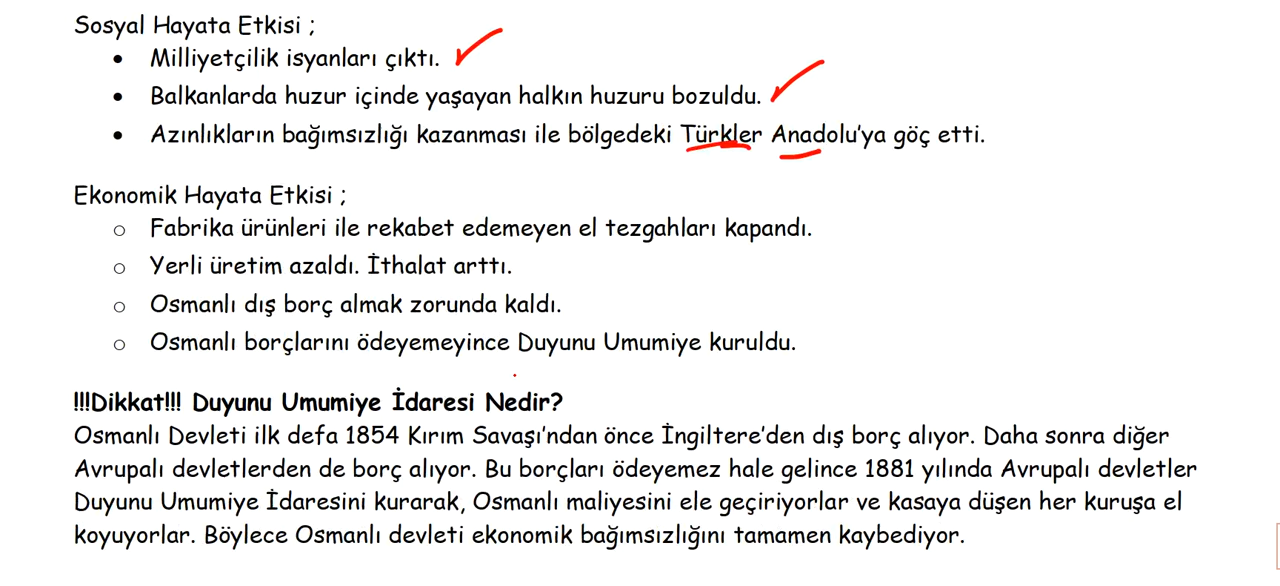 Sosyal Hayata Etkisi ;
• Milliyetçilik isyanları çıktı.
• Balkanlarda huzur içinde yaşayan halkın huzuru bozuldu.
• Azınlıkların bağımsızlığı kazanması ile bölgedeki Türkler Anadolu'ya göç etti.
Ekonomik Hayata Etkisi ;
o Fabrika ürünleri ile rekabet edemeyen el tezgahları kapandı.
o Yerli üretim azaldı. İthalat arttı.
o Osmanlı dış borç almak zorunda kaldı.
o Osmanlı borçlarını ödeyemeyince Duyunu Umumiye kuruldu.
!!!Dikkat!!! Duyunu Umumiye İdaresi Nedir?
Osmanlı Devleti ilk defa 1854 Kırım Savaşı'ndan önce İngiltere'den dış borç alıyor. Daha sonra diğer
Avrupalı devletlerden de borç alıyor. Bu borçları ödeyemez hale gelince 1881 yılında Avrupalı devletler
Duyunu Umumiye İdaresini kurarak, Osmanlı maliyesini ele geçiriyorlar ve kasaya düşen her kuruşa el
koyuyorlar. Böylece Osmanlı devleti ekonomik bağımsızlığını tamamen kaybediyor.